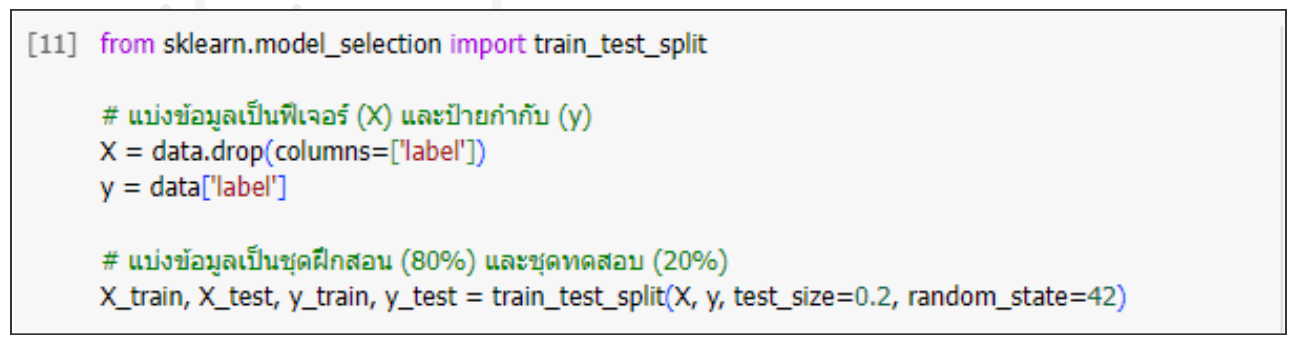 [11] from sklearn.model_selection import train_test_split
# แบ่งข้อมูลเป็นฟีเจอร์ (X) และป้ายกำกับ (y)
X = data.drop(columns=['label'])
y = data['label']
# แบ่งข้อมูลเป็นชุดฝึกสอน (80%) และชุดทดสอบ (20%)
X_train, X_test, y_train, y_test = train_test_split(X, y, test_size=0.2, random_state=42)